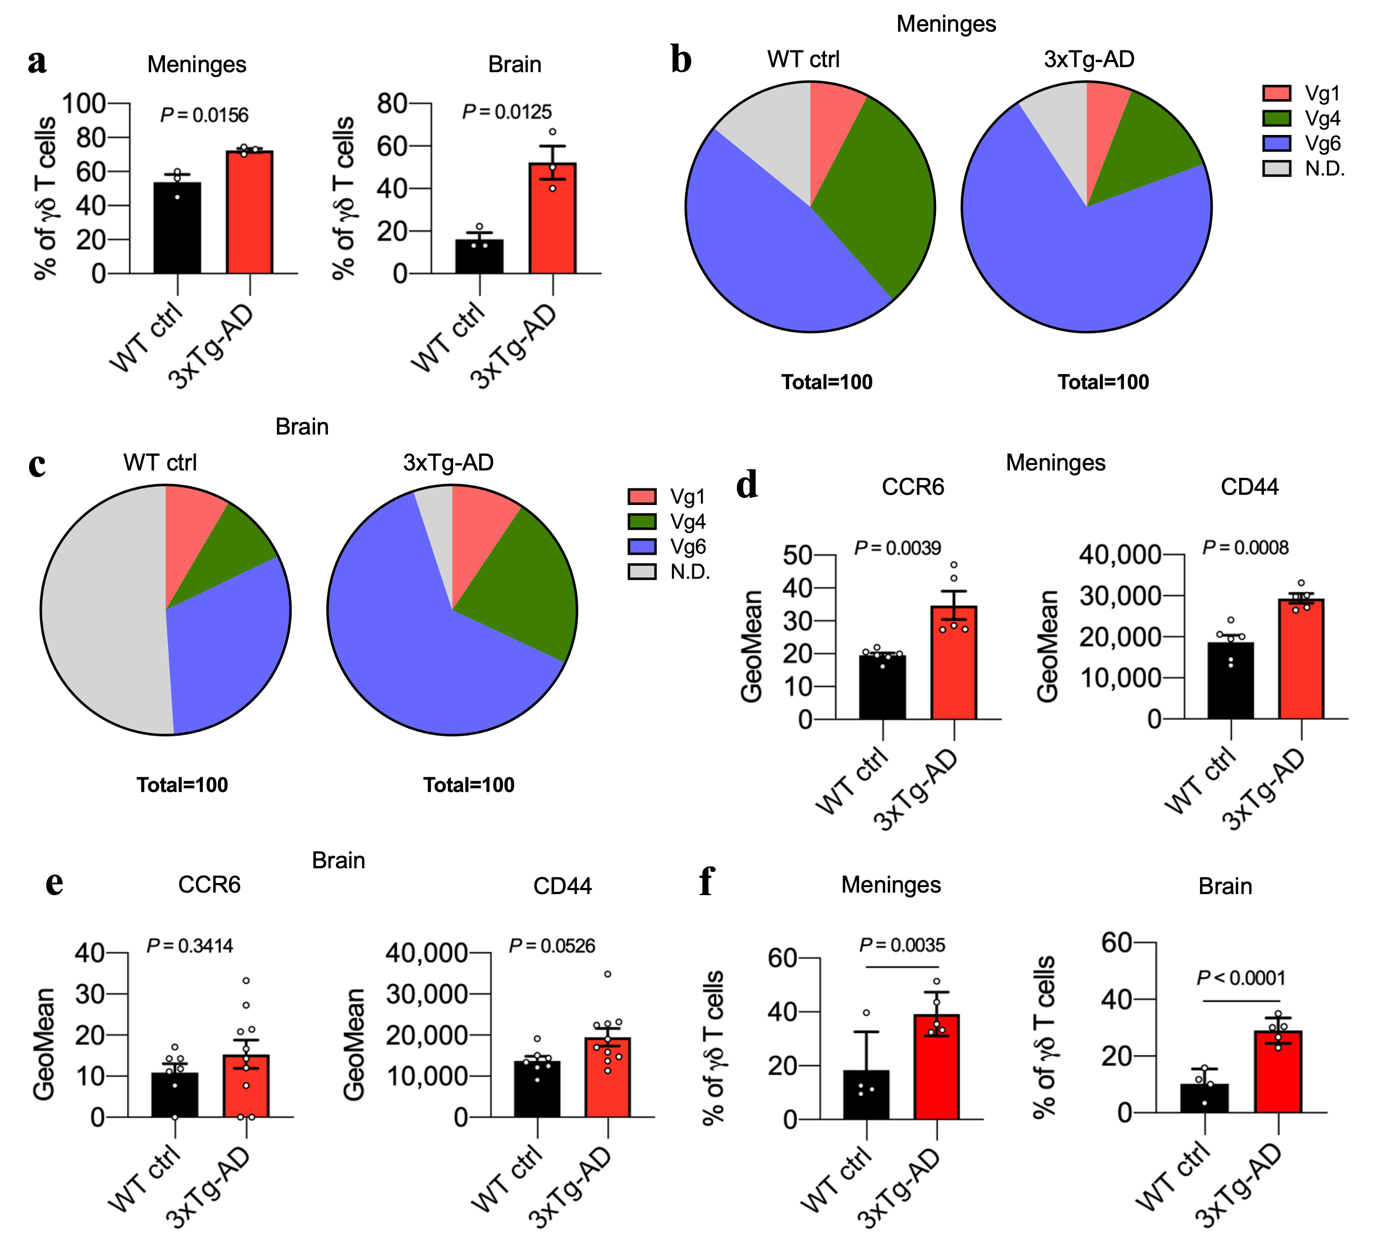 a
Meninges
% of γδ T cells
100
80
60
40
20
0
P = 0.0156
WT ctrl
3xTg-AD
Brain
% of γδ T cells
80
60
40
20
0
P = 0.0125
WT ctrl
3xTg-AD
b
Meninges
WT ctrl
3xTg-AD
Total=100
Total=100
Vg1
Vg4
Vg6
N.D.
c
Brain
WT ctrl
3xTg-AD
Total=100
Total=100
Vg1
Vg4
Vg6
N.D.
d
Meninges
CCR6
GeoMean
50
40
30
20
10
0
P = 0.0039
WT ctrl
3xTg-AD
CD44
GeoMean
40,000
30,000
20,000
10,000
0
P = 0.0008
WT ctrl
3xTg-AD
e
Brain
CCR6
GeoMean
40
30
20
10
0
P = 0.3414
WT ctrl
3xTg-AD
CD44
GeoMean
40,000
30,000
20,000
10,000
0
P = 0.0526
WT ctrl
3xTg-AD
f
Meninges
% of γδ T cells
60
40
20
0
P = 0.0035
WT ctrl
3xTg-AD
Brain
% of γδ T cells
60
40
20
0
P < 0.0001
WT ctrl
3xTg-AD